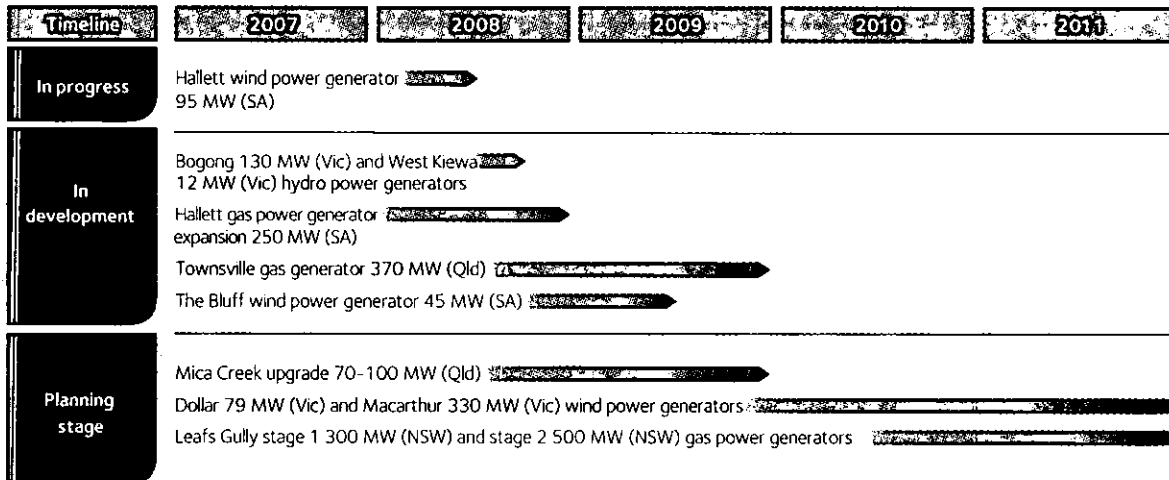 Timeline 2007 2008 2009 2010 2011
In progress
Hallett wind power generator
95 MW (SA)
In
development
Bogong 130 MW (Vic) and West Kiewa
12 MW (Vic) hydro power generators
Hallett gas power generator
expansion 250 MW (SA)
Townsville gas generator 370 MW (Qld)
The Bluff wind power generator 45 MW (SA)
Planning
stage
Mica Creek upgrade 70–100 MW (Qld)
Dollar 79 MW (Vic) and Macarthur 330 MW (Vic) wind power generators
Leafs Gully stage 1 300 MW (NSW) and stage 2 500 MW (NSW) gas power generators